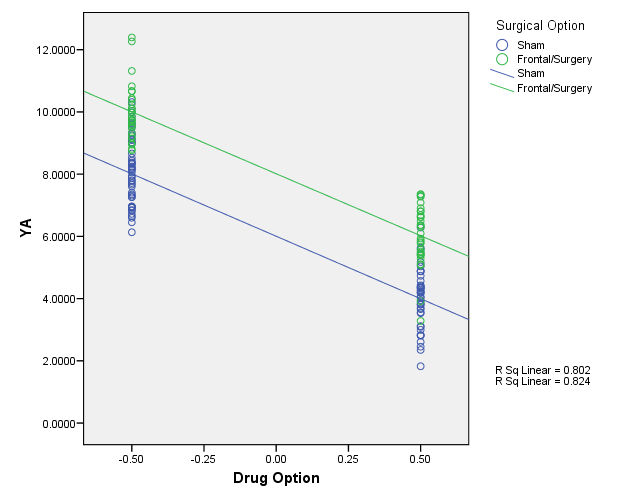 Surgical Option
Sham
Frontal/Surgery
Sham
Frontal/Surgery
12.0000
10.0000
8.0000
6.0000
4.0000
2.0000
0.0000
YA
-0.50
-0.25
0.00
0.25
0.50
Drug Option
R Sq Linear = 0.802
R Sq Linear = 0.824